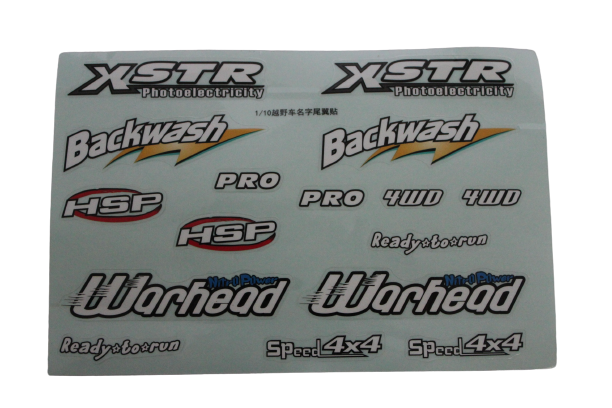 XSTR
Photoelectricity
XSTR
Photoelectricity
1/10越野车名字尾翼贴
Backwash
Backwash
PRO
HSP
PRO
4WD
4WD
HSP
Ready☆to☆run
Nitro Power
Warhead
Nitro Power
Warhead
Ready☆to☆run
Speed 4x4
Speed 4x4